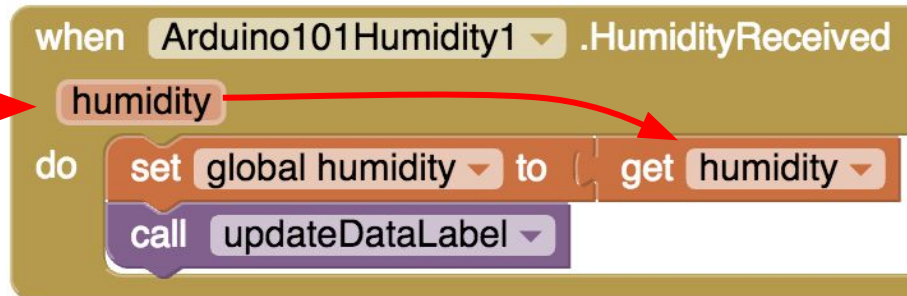 when Arduino101Humidity1 .HumidityReceived
humidity
do set global humidity to get humidity
call updateDataLabel